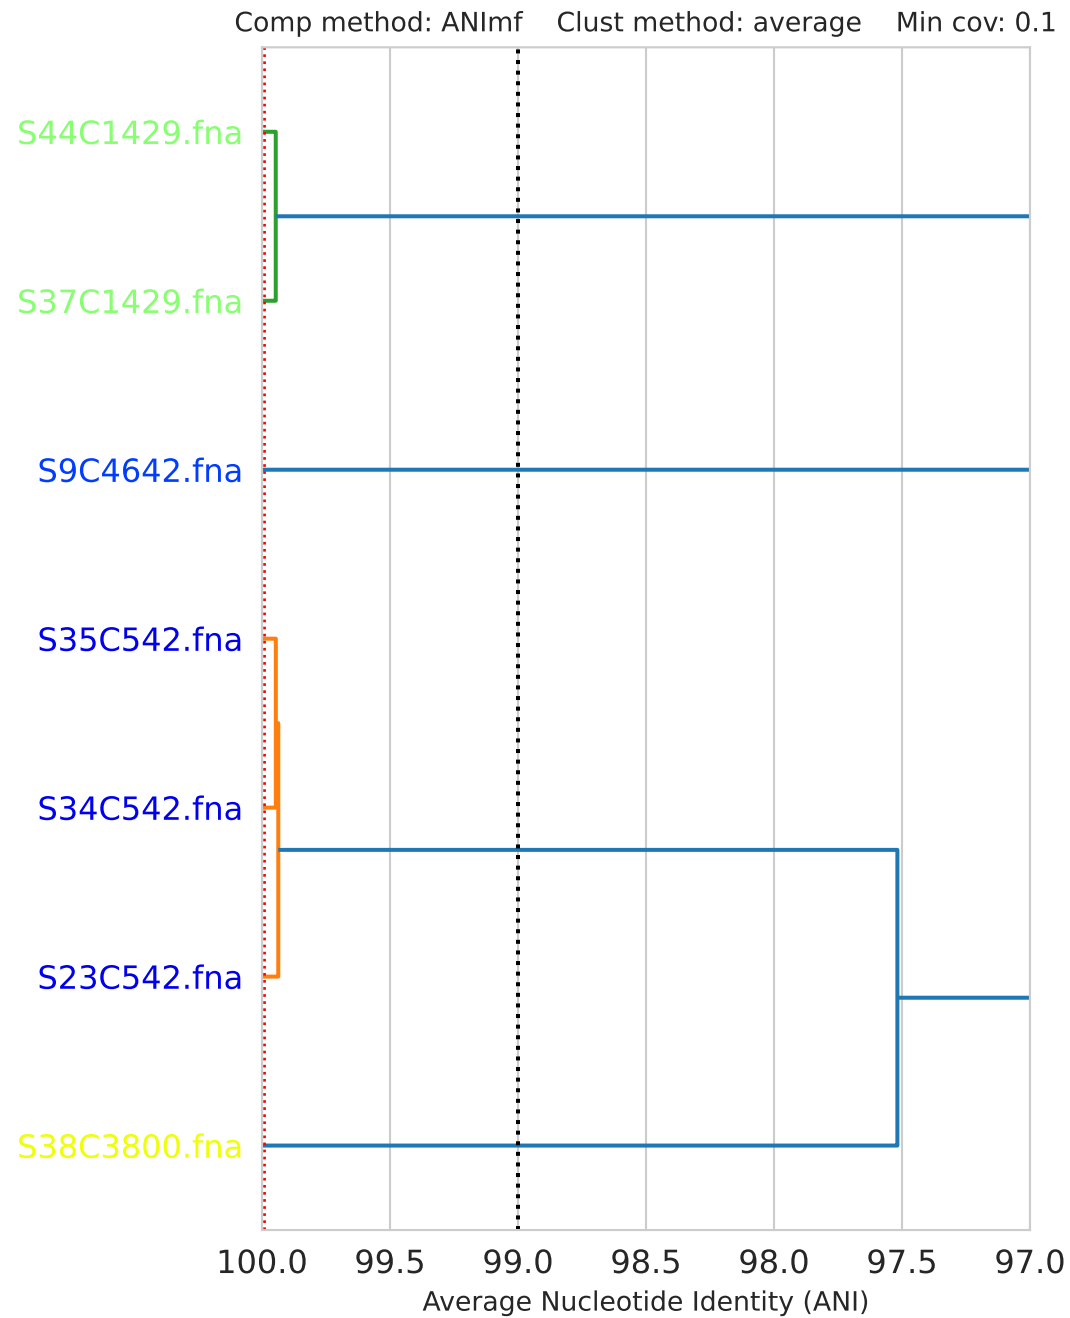 Comp method: ANImf    Clust method: average    Min cov: 0.1
S44C1429.fna
S37C1429.fna
S9C4642.fna
S35C542.fna
S34C542.fna
S23C542.fna
S38C3800.fna
100.0 99.5 99.0 98.5 98.0 97.5 97.0
Average Nucleotide Identity (ANI)